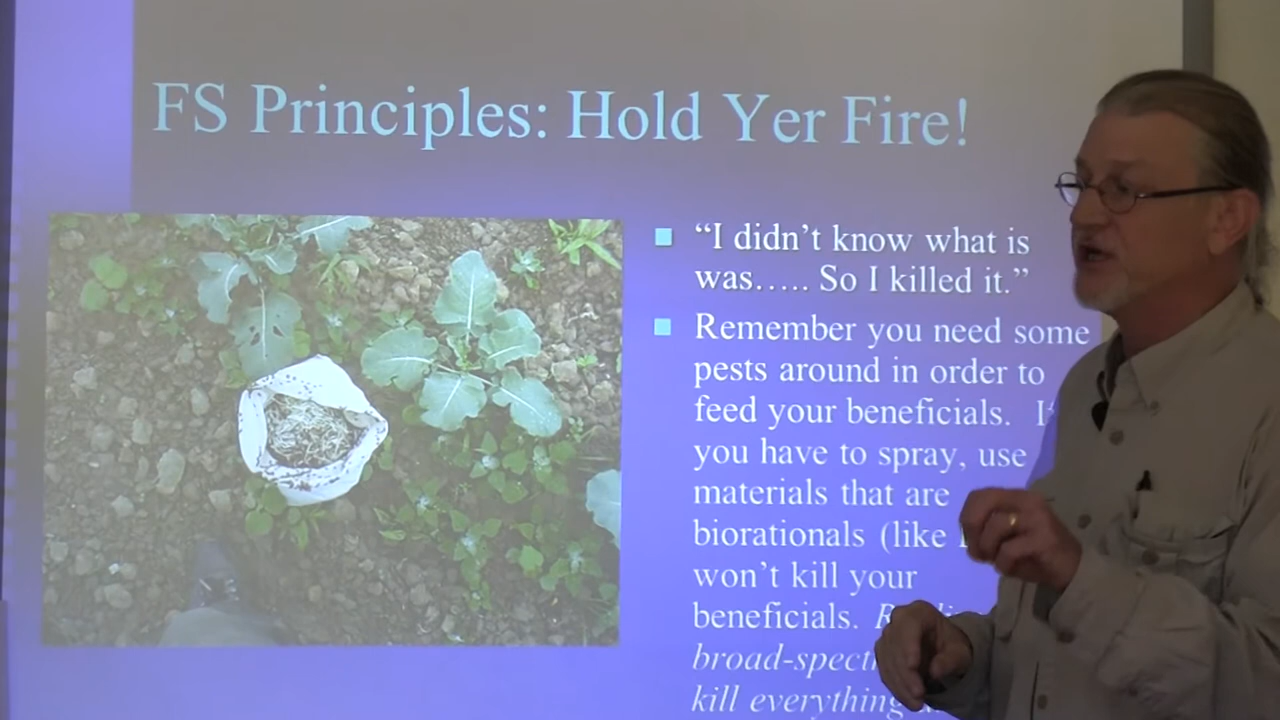 FS Principles: Hold Yer Fire!
“I didn’t know what is
was….. So I killed it.”
Remember you need some
pests around in order to
feed your beneficials.
you have to spray, use
materials that are
biorationals (like
won’t kill your
beneficials.
kill everything